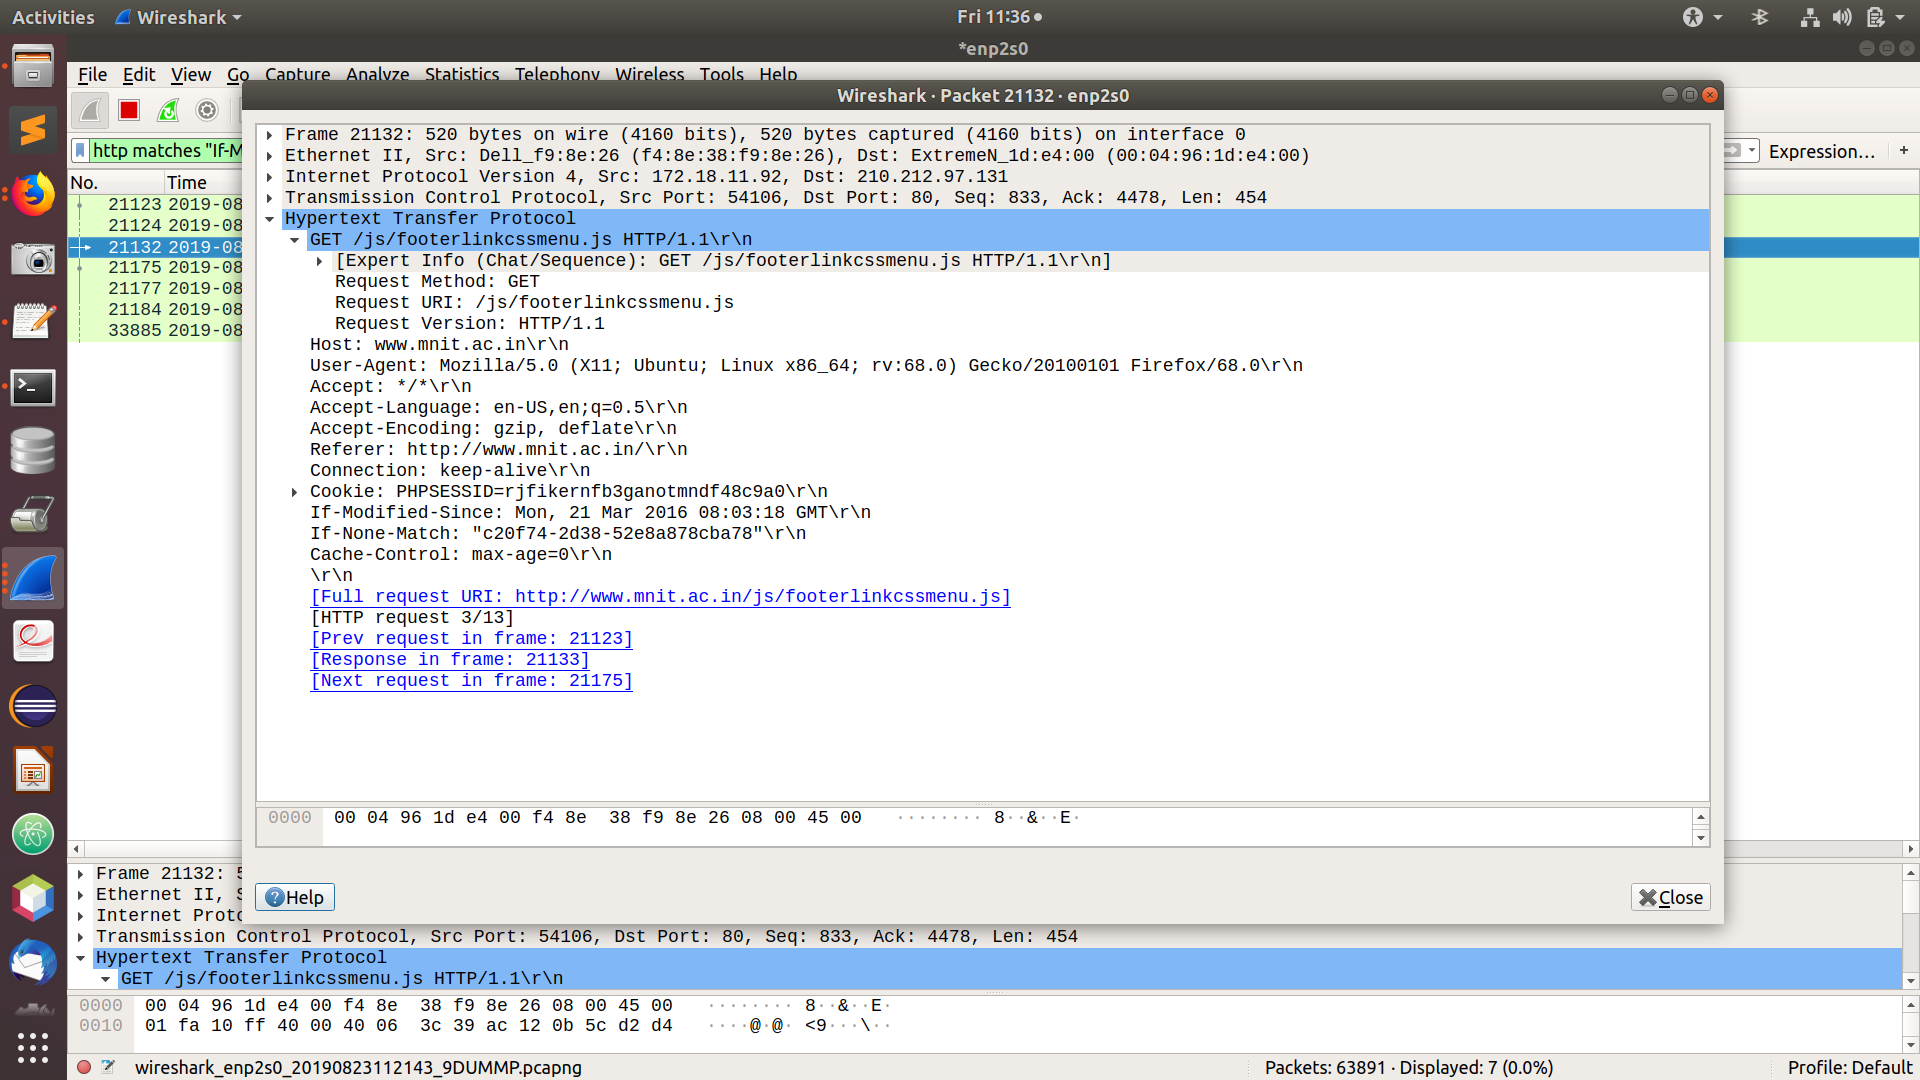 Activities Wireshark Fri 11:36
*enp2s0
File Edit View Go Capture Analyze Statistics Telephony Wireless Tools Help
Wireshark · Packet 21132 · enp2s0
http matches "If-M
Expression... +
No. Time
21123 2019-08
21124 2019-08
21132 2019-08
21175 2019-08
21177 2019-08
21184 2019-08
33885 2019-08
Frame 21132: 520 bytes on wire (4160 bits), 520 bytes captured (4160 bits) on interface 0
Ethernet II, Src: Dell_f9:8e:26 (f4:8e:38:f9:8e:26), Dst: ExtremeN_1d:e4:00 (00:04:96:1d:e4:00)
Internet Protocol Version 4, Src: 172.18.11.92, Dst: 210.212.97.131
Transmission Control Protocol, Src Port: 54106, Dst Port: 80, Seq: 833, Ack: 4478, Len: 454
Hypertext Transfer Protocol
GET /js/footerlinkcssmenu.js HTTP/1.1\r\n
[Expert Info (Chat/Sequence): GET /js/footerlinkcssmenu.js HTTP/1.1\r\n]
Request Method: GET
Request URI: /js/footerlinkcssmenu.js
Request Version: HTTP/1.1
Host: www.mnit.ac.in\r\n
User-Agent: Mozilla/5.0 (X11; Ubuntu; Linux x86_64; rv:68.0) Gecko/20100101 Firefox/68.0\r\n
Accept: */*\r\n
Accept-Language: en-US,en;q=0.5\r\n
Accept-Encoding: gzip, deflate\r\n
Referer: http://www.mnit.ac.in/\r\n
Connection: keep-alive\r\n
Cookie: PHPSESSID=rjfikernfb3ganotmndf48c9a0\r\n
If-Modified-Since: Mon, 21 Mar 2016 08:03:18 GMT\r\n
If-None-Match: "c20f74-2d38-52e8a878cba78"\r\n
Cache-Control: max-age=0\r\n
\r\n
[Full request URI: http://www.mnit.ac.in/js/footerlinkcssmenu.js]
[HTTP request 3/13]
[Prev request in frame: 21123]
[Response in frame: 21133]
[Next request in frame: 21175]
0000 00 04 96 1d e4 00 f4 8e 38 f9 8e 26 08 00 45 00 ········ 8··&··E·
Help Close
Frame 21132: 5
Ethernet II, S
Internet Proto
Transmission Control Protocol, Src Port: 54106, Dst Port: 80, Seq: 833, Ack: 4478, Len: 454
Hypertext Transfer Protocol
GET /js/footerlinkcssmenu.js HTTP/1.1\r\n
0000 00 04 96 1d e4 00 f4 8e 38 f9 8e 26 08 00 45 00 ········ 8··&··E·
0010 01 fa 10 ff 40 00 40 06 3c 39 ac 12 0b 5c d2 d4 ····@·@· <9···\··
wireshark_enp2s0_20190823112143_9DUMMP.pcapng Packets: 63891 · Displayed: 7 (0.0%) Profile: Default